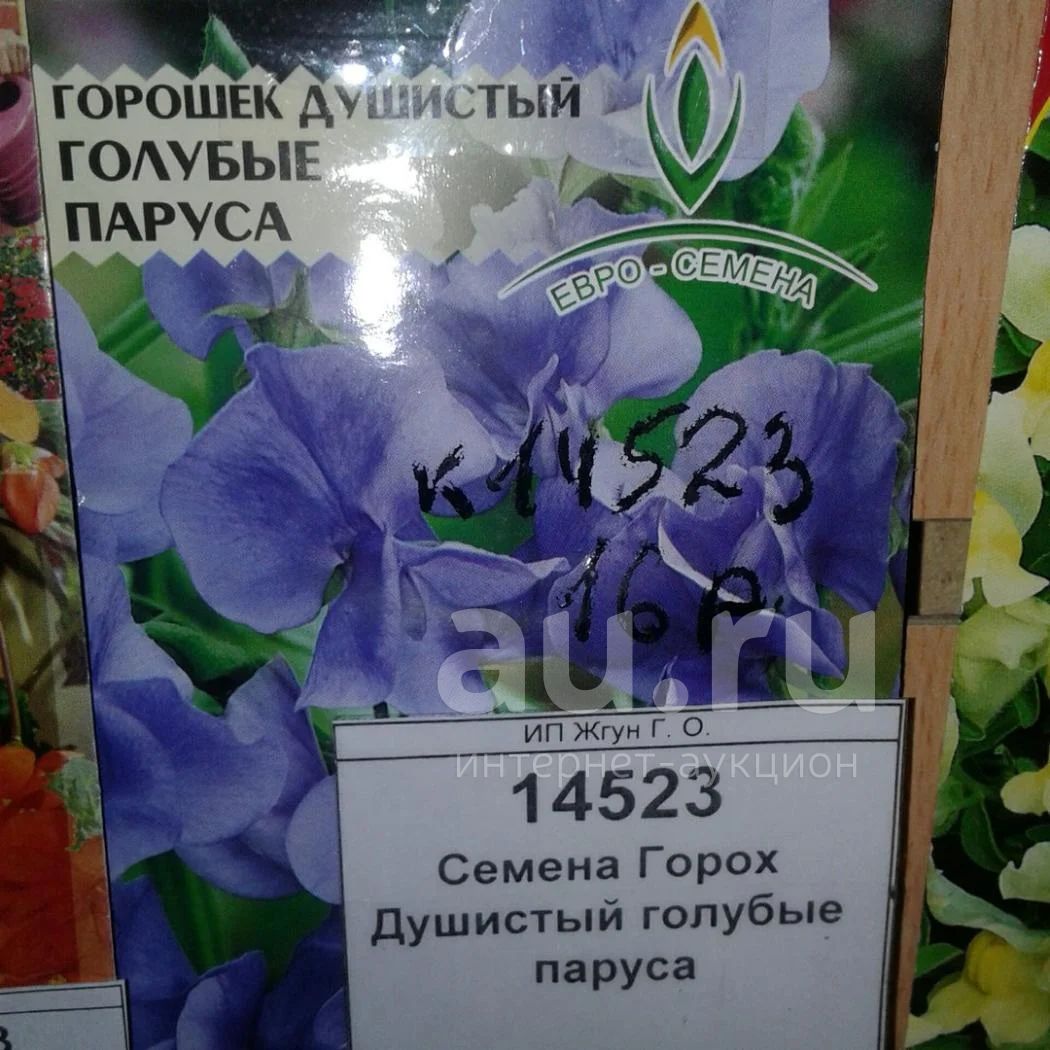 ГОРОШЕК ДУШИСТЫЙ
ГОЛУБЫЕ
ПАРУСА
ЕВРО - СЕМЕНА
к 14523
16 р
au.ru
интернет-аукцион
ИП Жгун Г. О.
14523
Семена Горох
Душистый голубые
паруса